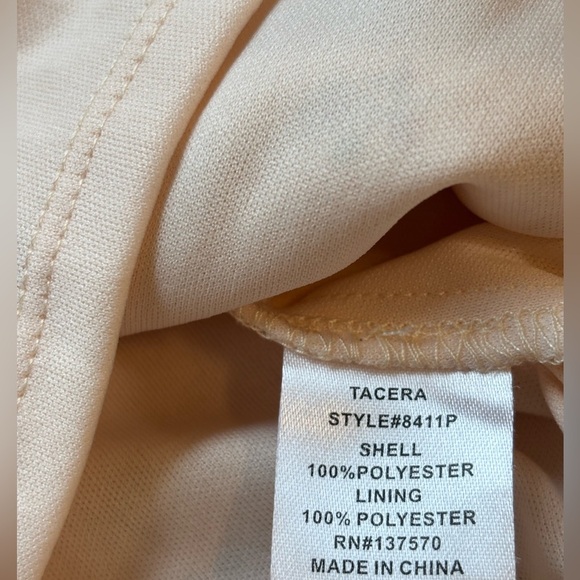 TACERA
STYLE#8411P
SHELL
100%POLYESTER
LINING
100% POLYESTER
RN#137570
MADE IN CHINA